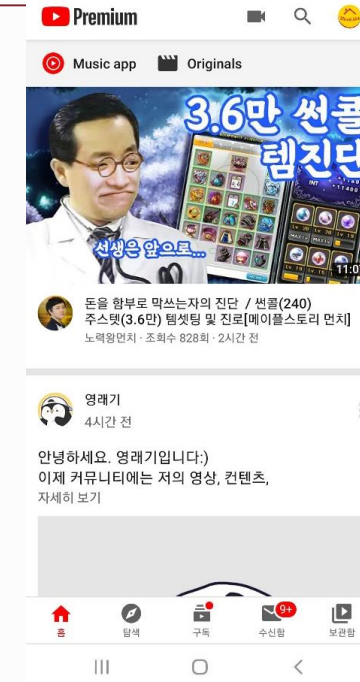 Premium
Music app
Originals
3.6만 썬콜
템진단
선생은 앞으로...
INT
11:0
돈을 함부로 막쓰는자의 진단 / 썬콜(240)
주스텟(3.6만) 템셋팅 및 진로[메이플스토리 먼치]
노력왕먼치 · 조회수 828회 · 2시간 전
영래기
4시간 전
안녕하세요. 영래기입니다:)
이제 커뮤니티에는 저의 영상, 컨텐츠,
자세히 보기
9+
홈
탐색
구독
수신함
보관함